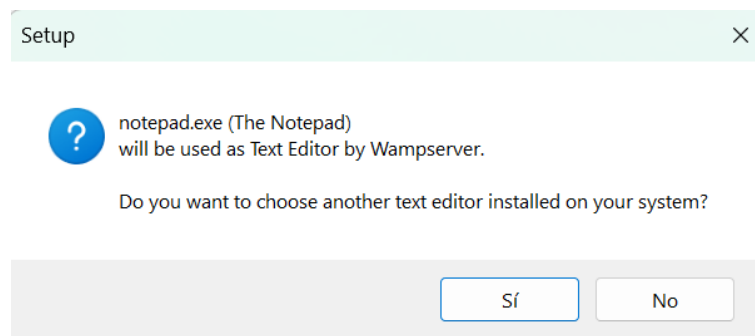 Setup
notepad.exe (The Notepad)
will be used as Text Editor by Wampserver.
Do you want to choose another text editor installed on your system?
Sí
No